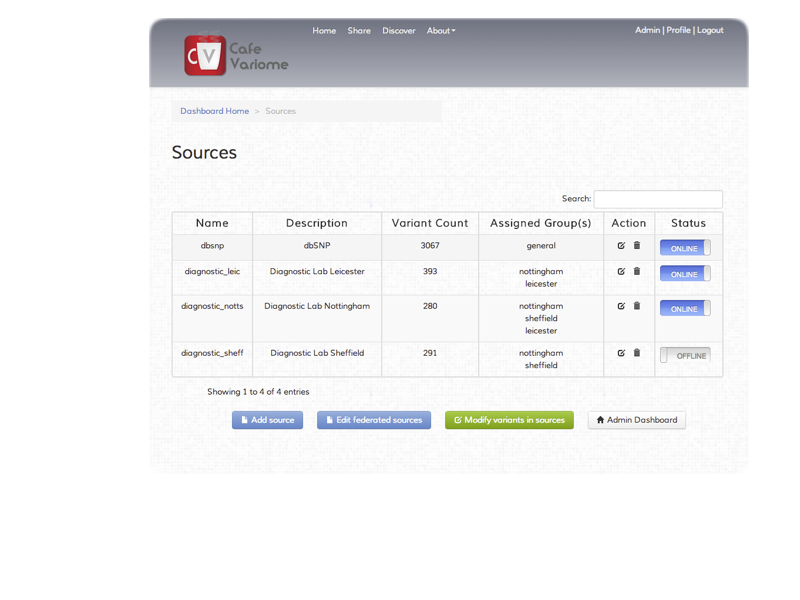 Home Share Discover About
Admin | Profile | Logout
CV Cafe Variome
Dashboard Home > Sources
Sources
Search:
Name Description Variant Count Assigned Group(s) Action Status
dbsnp dbSNP 3067 general ONLINE
diagnostic_leic Diagnostic Lab Leicester 393 nottingham ONLINE
leicester
diagnostic_notts Diagnostic Lab Nottingham 280 nottingham ONLINE
sheffield
leicester
diagnostic_sheff Diagnostic Lab Sheffield 291 nottingham OFFLINE
sheffield
Showing 1 to 4 of 4 entries
Add source Edit federated sources Modify variants in sources Admin Dashboard